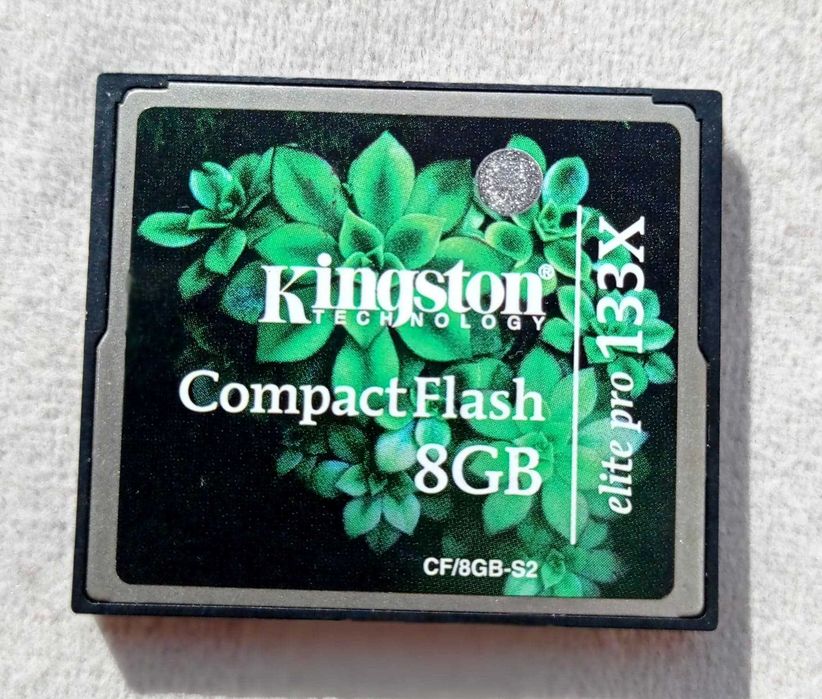 Kingston®
TECHNOLOGY
CompactFlash
8GB
CF/8GB-S2
elite pro 133X